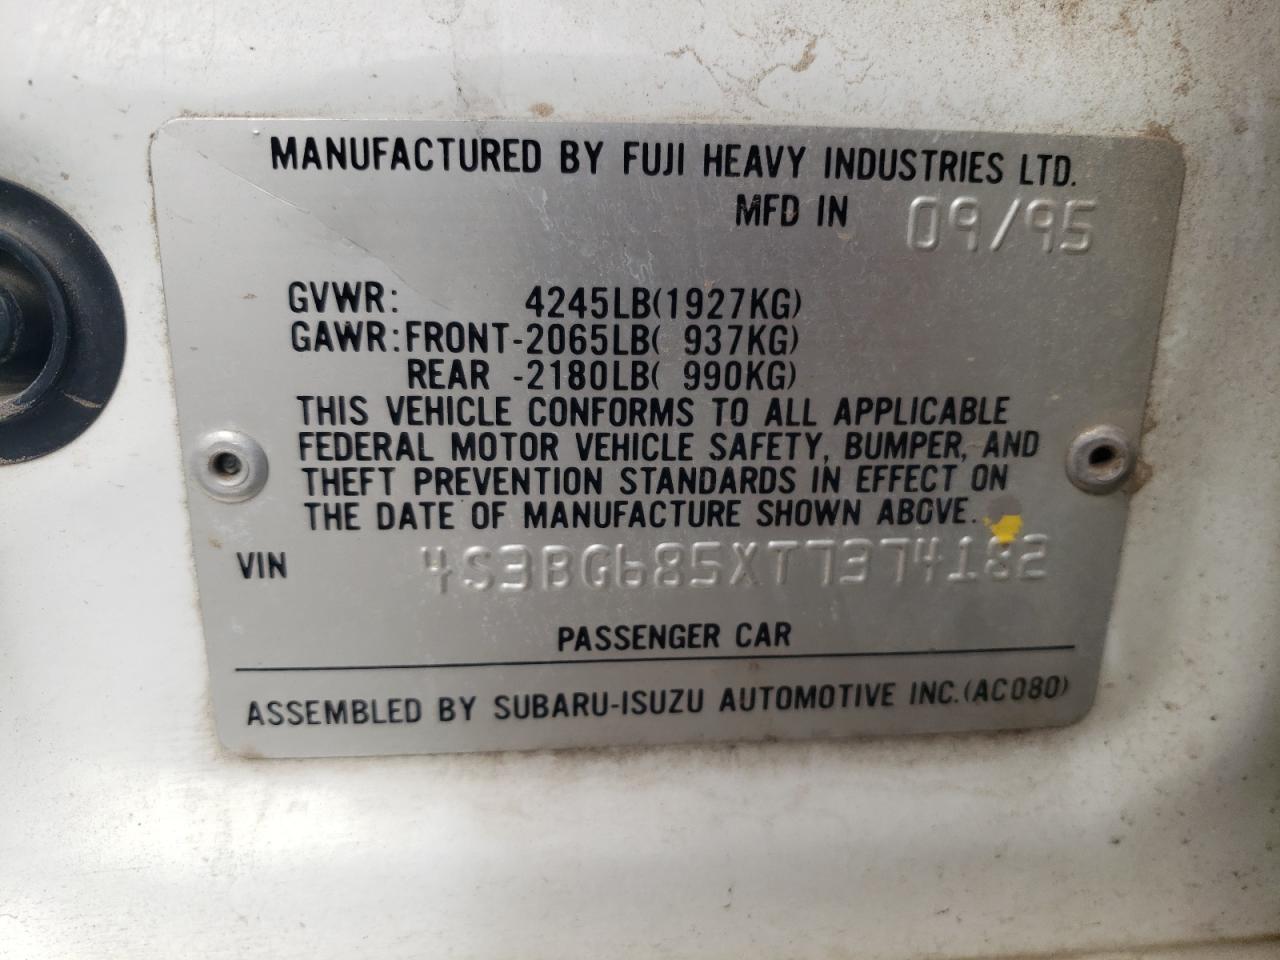 MANUFACTURED BY FUJI HEAVY INDUSTRIES LTD.
MFD IN 09/95
GVWR: 4245LB(1927KG)
GAWR:FRONT-2065LB( 937KG)
REAR -2180LB( 990KG)
THIS VEHICLE CONFORMS TO ALL APPLICABLE
FEDERAL MOTOR VEHICLE SAFETY, BUMPER, AND
THEFT PREVENTION STANDARDS IN EFFECT ON
THE DATE OF MANUFACTURE SHOWN ABOVE.
VIN 4S3BG685XT7374182
PASSENGER CAR
ASSEMBLED BY SUBARU-ISUZU AUTOMOTIVE INC.(AC080)